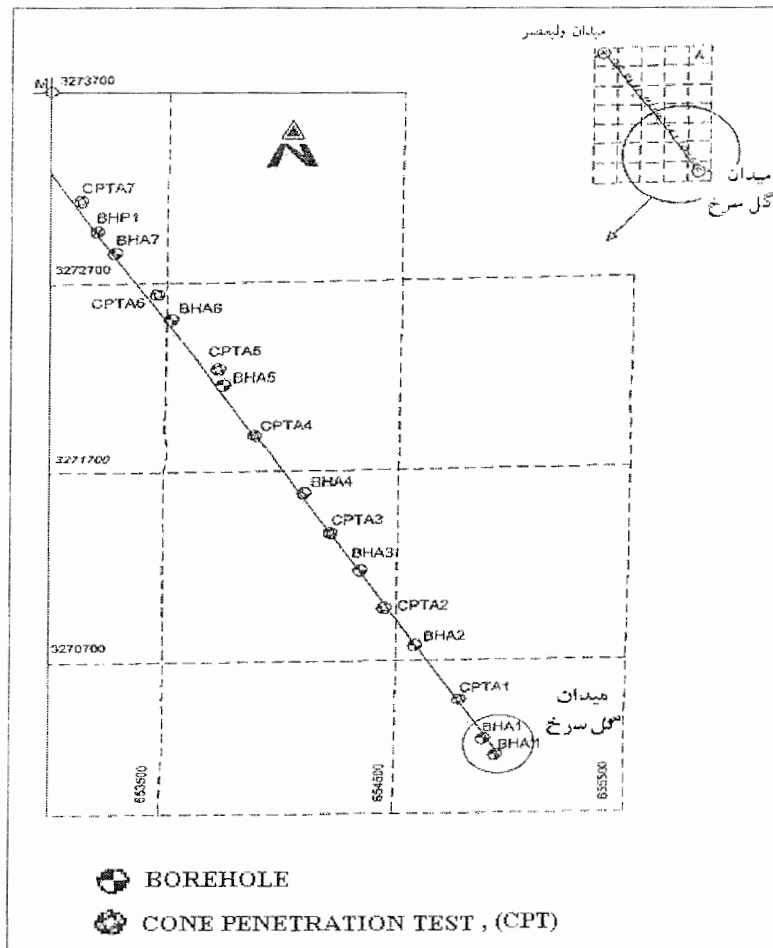 میدان ولیعصر
A
M 3273700
N
میدان
گل سرخ
CPTA7
BHP1
BHA7
3272700
CPTA6
BHA6
CPTA5
BHA5
CPTA4
3271700
BHA4
CPTA3
BHA3
CPTA2
BHA2
3270700
CPTA1
میدان
گل سرخ
BHA1
653500
654500
655500
BOREHOLE
CONE PENETRATION TEST , (CPT)